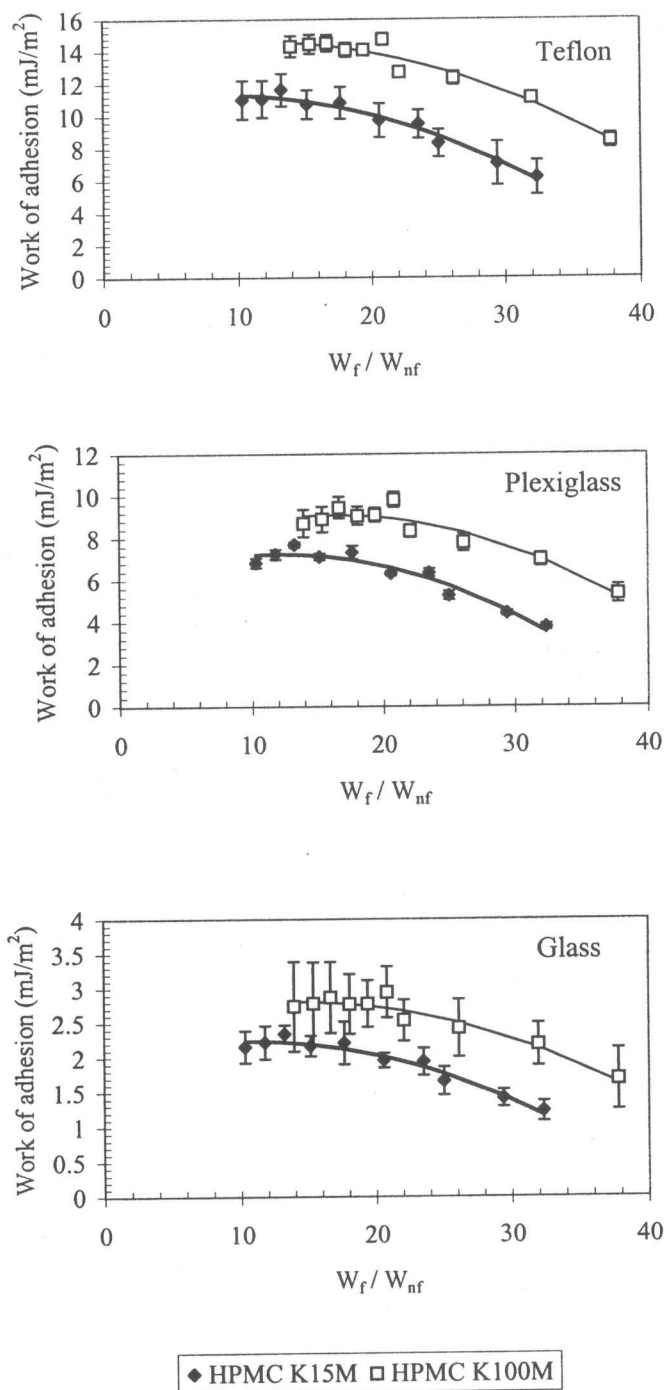 Teflon
Work of adhesion (mJ/m²)
16
14
12
10
8
6
4
2
0
0 10 20 30 40
W_f / W_nf
Plexiglass
Work of adhesion (mJ/m²)
12
10
8
6
4
2
0
0 10 20 30 40
W_f / W_nf
Glass
Work of adhesion (mJ/m²)
4
3.5
3
2.5
2
1.5
1
0.5
0
0 10 20 30 40
W_f / W_nf
◆ HPMC K15M □ HPMC K100M